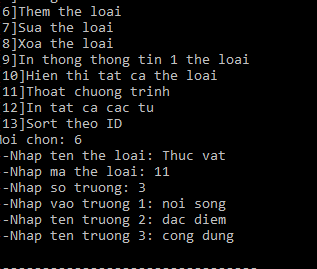 6]Them the loai
7]Sua the loai
8]Xoa the loai
9]In thong thong tin 1 the loai
10]Hien thi tat ca the loai
11]Thoat chuong trinh
12]In tat ca cac tu
13]Sort theo ID
Moi chon: 6
-Nhap ten the loai: Thuc vat
-Nhap ma the loai: 11
-Nhap so truong: 3
-Nhap vao truong 1: noi song
-Nhap ten truong 2: dac diem
-Nhap ten truong 3: cong dung
--------------------------------